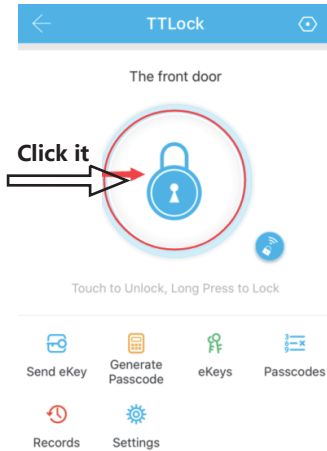 TTLock
The front door
Click it
Touch to Unlock, Long Press to Lock
Send eKey
Generate
Passcode
eKeys
Passcodes
Records
Settings